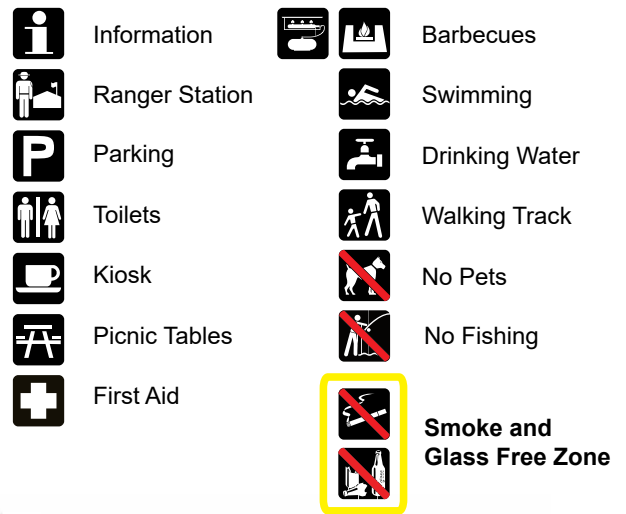 Information
Ranger Station
P
Parking
Toilets
Kiosk
Picnic Tables
First Aid
Barbecues
Swimming
Drinking Water
Walking Track
No Pets
No Fishing
Smoke and
Glass Free Zone